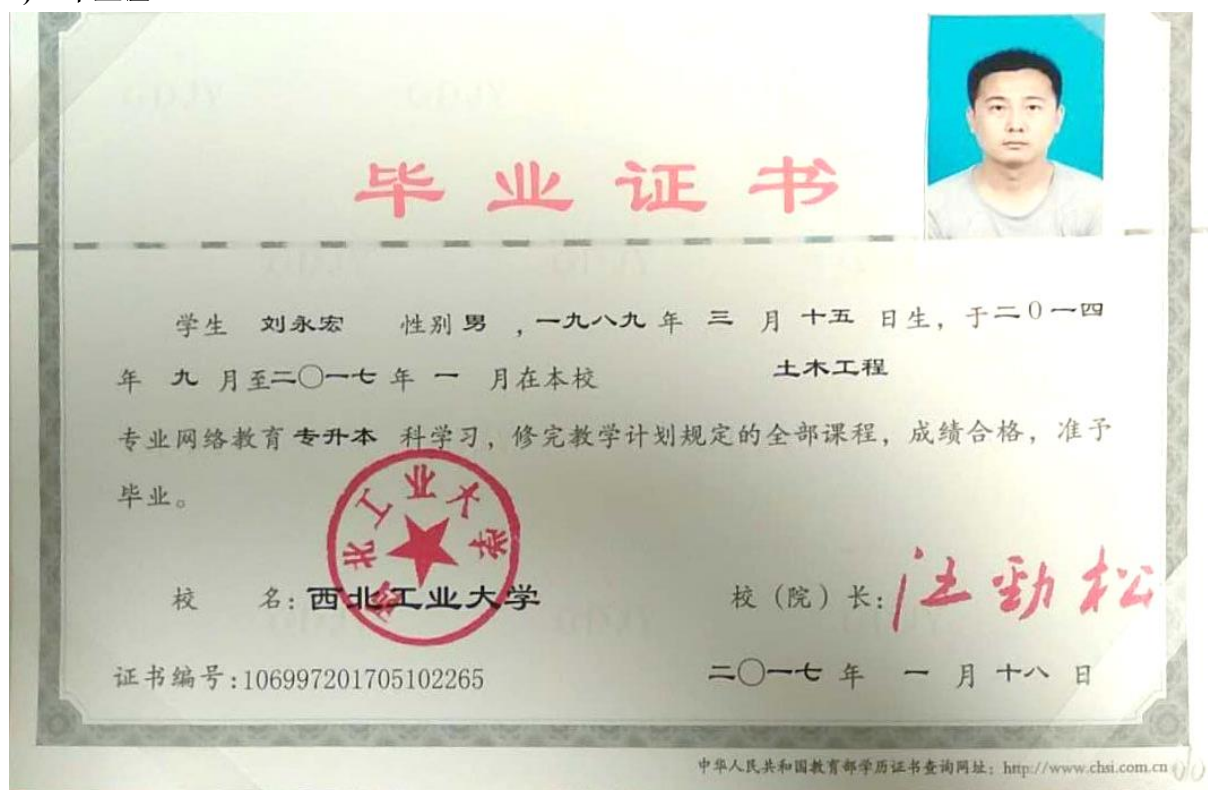 毕业证书
学生 刘永宏 性别 男 ，一九八九 年 三 月 十五 日生，于二0一四
年 九 月至二〇一七 年 一 月在本校 土木工程
专业网络教育 专升本 科学习，修完教学计划规定的全部课程，成绩合格，准予
毕业。
西北工业大学
校 名：西北工业大学 校（院）长：汪劲松
证书编号：106997201705102265 二〇一七 年 一 月 十八 日
中华人民共和国教育部学历证书查询网址：http://www.chsi.com.cn